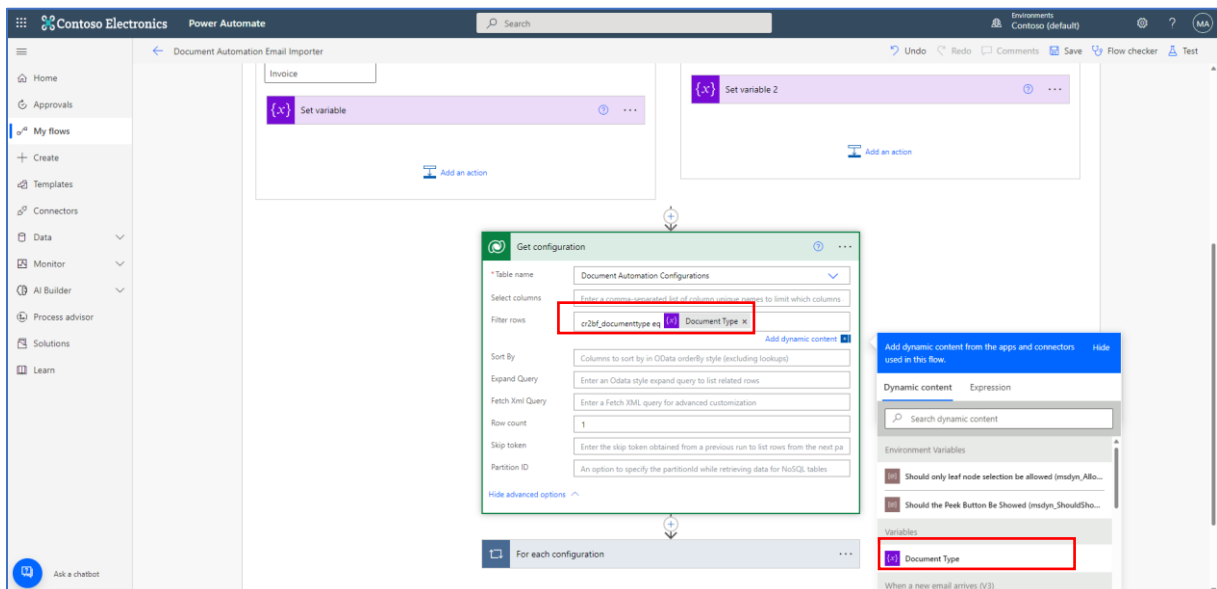 Contoso Electronics
Power Automate
Search
Environments
Contoso (default)
?
MA
Document Automation Email Importer
Undo
Redo
Comments
Save
Flow checker
Test
Home
Approvals
My flows
Create
Templates
Connectors
Data
Monitor
AI Builder
Process advisor
Solutions
Learn
Ask a chatbot
Invoice
{x} Set variable
{x} Set variable 2
Add an action
Add an action
Get configuration
* Table name
Document Automation Configurations
Select columns
Enter a comma-separated list of column unique names to limit which columns
Filter rows
cr2bf_documenttype eq {x} Document Type ×
Add dynamic content
Sort By
Columns to sort by in OData orderBy style (excluding lookups)
Expand Query
Enter an Odata style expand query to list related rows
Fetch Xml Query
Enter a Fetch XML query for advanced customization
Row count
1
Skip token
Enter the skip token obtained from a previous run to list rows from the next pa
Partition ID
An option to specify the partitionId while retrieving data for NoSQL tables
Hide advanced options
For each configuration
Add dynamic content from the apps and connectors
used in this flow.
Hide
Dynamic content
Expression
Search dynamic content
Environment Variables
Should only leaf node selection be allowed (msdyn_Allo...
Should the Peek Button Be Showed (msdyn_ShouldSho...
Variables
{x} Document Type
When a new email arrives (V3)